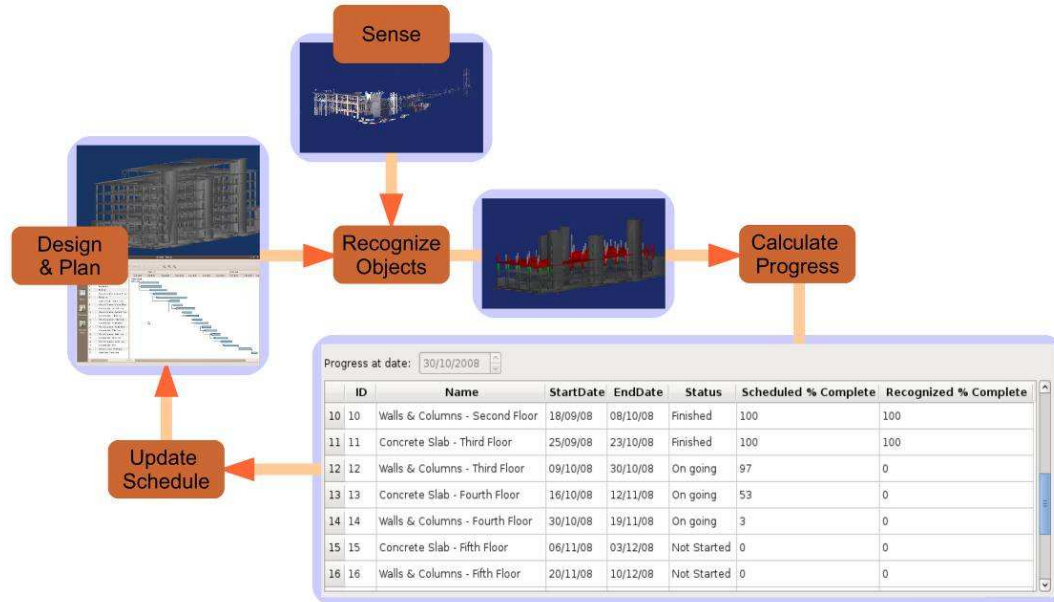 Sense
Design
& Plan
Recognize
Objects
Calculate
Progress
Update
Schedule
Progress at date: 30/10/2008
ID Name StartDate EndDate Status Scheduled % Complete Recognized % Complete
10 10 Walls & Columns - Second Floor 18/09/08 08/10/08 Finished 100 100
11 11 Concrete Slab - Third Floor 25/09/08 23/10/08 Finished 100 100
12 12 Walls & Columns - Third Floor 09/10/08 30/10/08 On going 97 0
13 13 Concrete Slab - Fourth Floor 16/10/08 12/11/08 On going 53 0
14 14 Walls & Columns - Fourth Floor 30/10/08 19/11/08 On going 3 0
15 15 Concrete Slab - Fifth Floor 06/11/08 03/12/08 Not Started 0 0
16 16 Walls & Columns - Fifth Floor 20/11/08 10/12/08 Not Started 0 0